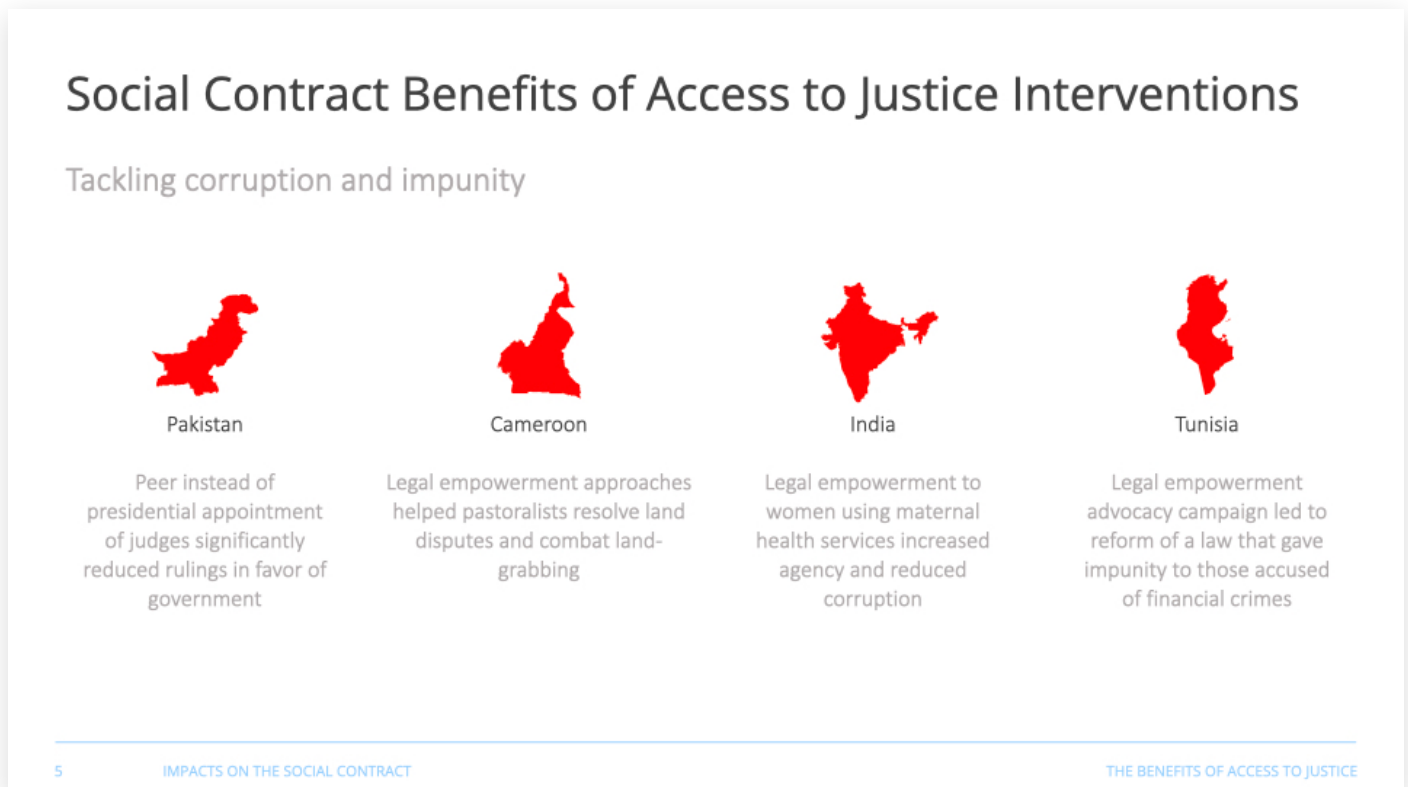 Social Contract Benefits of Access to Justice Interventions
Tackling corruption and impunity
Pakistan
Peer instead of
presidential appointment
of judges significantly
reduced rulings in favor of
government
Cameroon
Legal empowerment approaches
helped pastoralists resolve land
disputes and combat land-
grabbing
India
Legal empowerment to
women using maternal
health services increased
agency and reduced
corruption
Tunisia
Legal empowerment
advocacy campaign led to
reform of a law that gave
impunity to those accused
of financial crimes
5 IMPACTS ON THE SOCIAL CONTRACT THE BENEFITS OF ACCESS TO JUSTICE